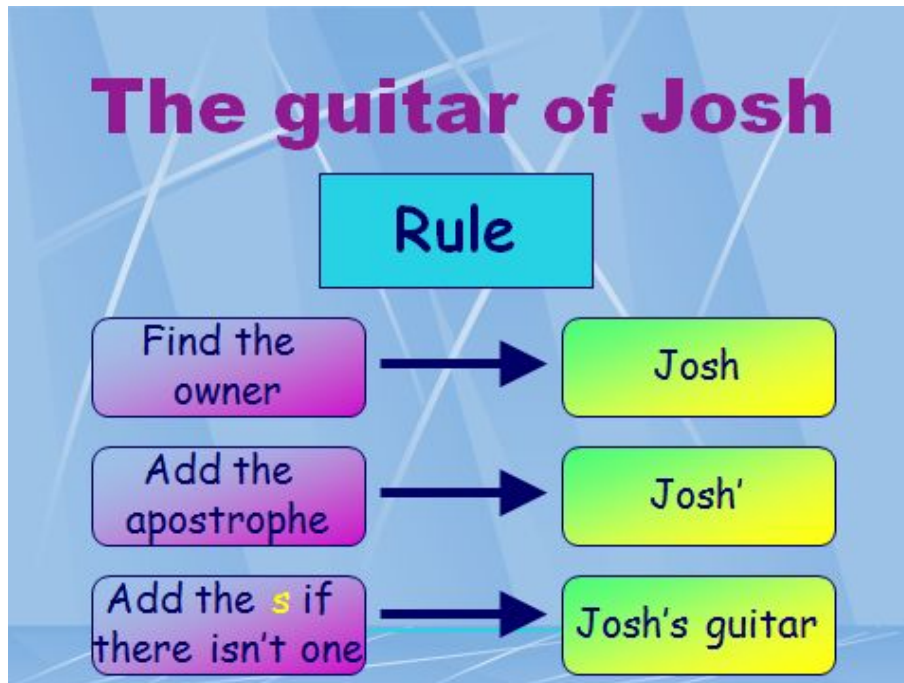 The guitar of Josh
Rule
Find the
owner
Josh
Add the
apostrophe
Josh’
Add the s if
there isn’t one
Josh’s guitar